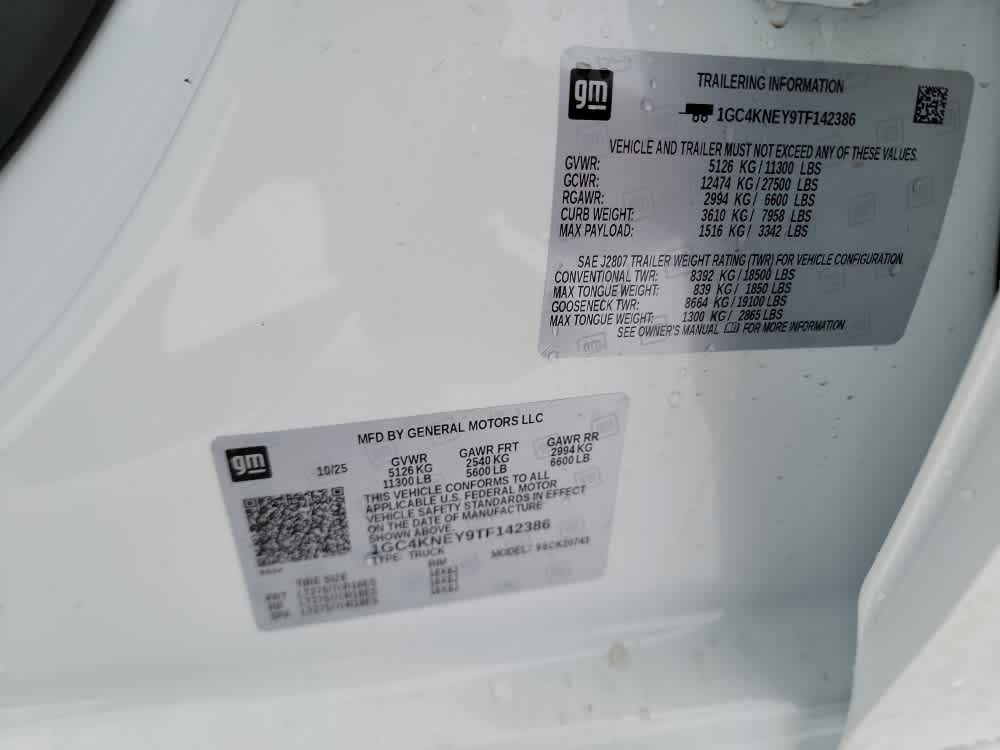 gm
TRAILERING INFORMATION
1GC4KNEY9TF142386
VEHICLE AND TRAILER MUST NOT EXCEED ANY OF THESE VALUES.
GVWR: 5126 KG / 11300 LBS
GCWR: 12474 KG / 27500 LBS
RGAWR: 2994 KG / 6600 LBS
CURB WEIGHT: 3610 KG / 7958 LBS
MAX PAYLOAD: 1516 KG / 3342 LBS
SAE J2807 TRAILER WEIGHT RATING (TWR) FOR VEHICLE CONFIGURATION
CONVENTIONAL TWR: 8392 KG / 18500 LBS
MAX TONGUE WEIGHT: 839 KG / 1850 LBS
GOOSENECK TWR: 8664 KG / 19100 LBS
MAX TONGUE WEIGHT: 1300 KG / 2865 LBS
SEE OWNER'S MANUAL FOR MORE INFORMATION
gm
MFD BY GENERAL MOTORS LLC
10/25 GVWR GAWR FRT GAWR RR
5126 KG 2540 KG 2994 KG
11300 LB 5600 LB 6600 LB
THIS VEHICLE CONFORMS TO ALL
APPLICABLE U.S. FEDERAL MOTOR
VEHICLE SAFETY STANDARDS IN EFFECT
ON THE DATE OF MANUFACTURE
SHOWN ABOVE.
1GC4KNEY9TF142386
TYPE: TRUCK MODEL:
TIRE SIZE RIM